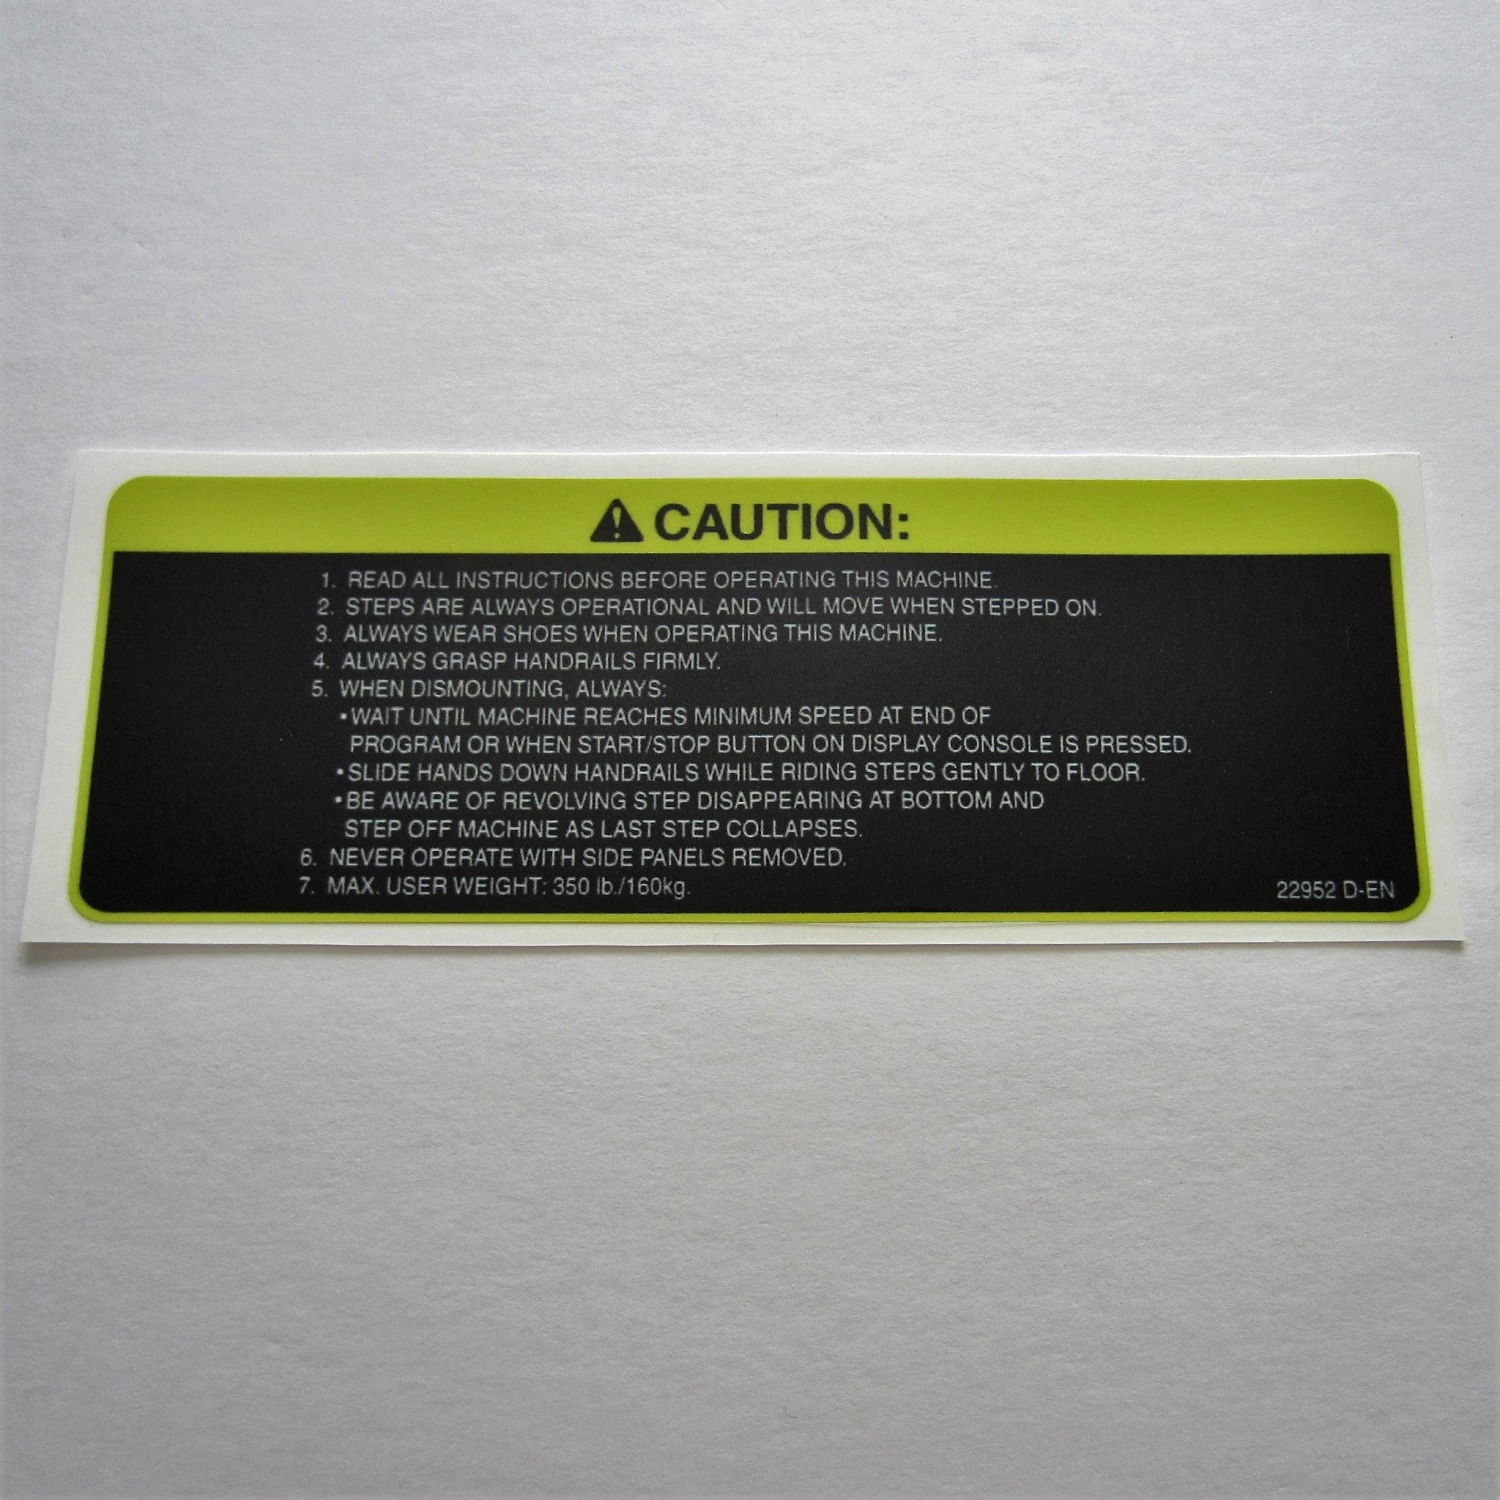 CAUTION:
1. READ ALL INSTRUCTIONS BEFORE OPERATING THIS MACHINE.
2. STEPS ARE ALWAYS OPERATIONAL AND WILL MOVE WHEN STEPPED ON.
3. ALWAYS WEAR SHOES WHEN OPERATING THIS MACHINE.
4. ALWAYS GRASP HANDRAILS FIRMLY.
5. WHEN DISMOUNTING, ALWAYS:
•WAIT UNTIL MACHINE REACHES MINIMUM SPEED AT END OF
PROGRAM OR WHEN START/STOP BUTTON ON DISPLAY CONSOLE IS PRESSED.
•SLIDE HANDS DOWN HANDRAILS WHILE RIDING STEPS GENTLY TO FLOOR.
•BE AWARE OF REVOLVING STEP DISAPPEARING AT BOTTOM AND
STEP OFF MACHINE AS LAST STEP COLLAPSES.
6. NEVER OPERATE WITH SIDE PANELS REMOVED.
7. MAX. USER WEIGHT: 350 lb./160kg.
22952 D-EN